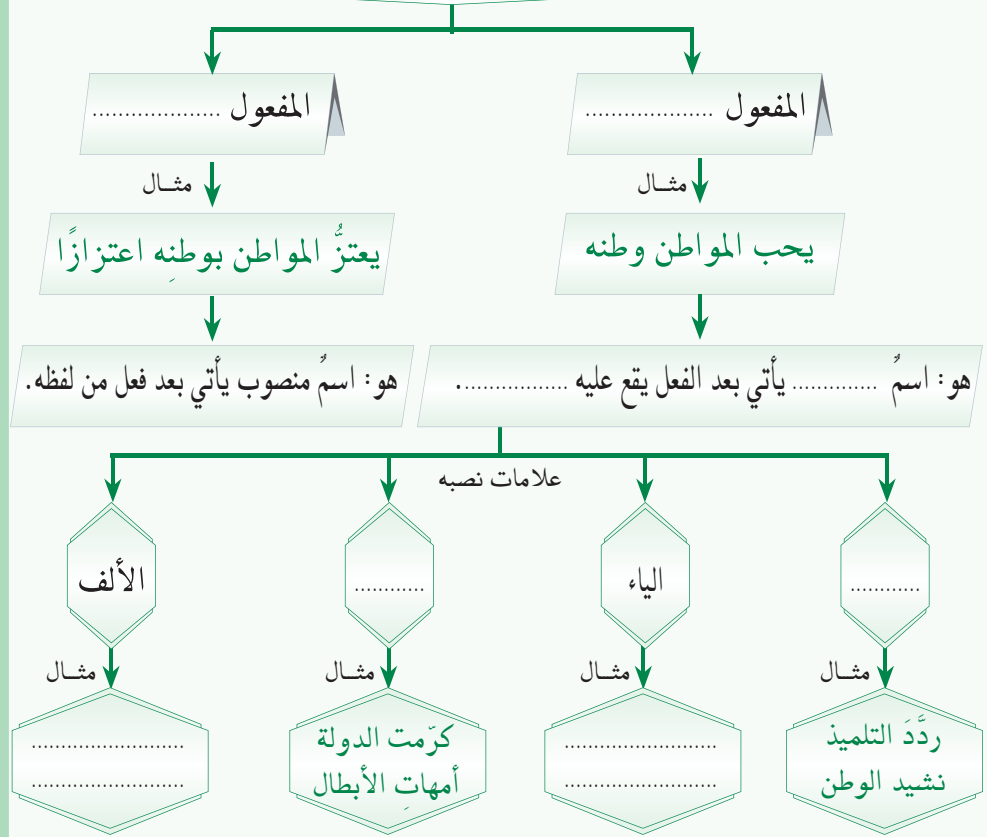 المفعول ....................
المفعول ....................
مثـال
مثـال
يحب المواطن وطنه
يعتزُّ المواطن بوطنِه اعتزازًا
هو: اسمٌ .............. يأتي بعد الفعل يقع عليه ................. .
هو: اسمٌ منصوب يأتي بعد فعل من لفظه.
علامات نصبه
............
الياء
............
الألف
مثـال
مثـال
مثـال
مثـال
ردَّدَ التلميذ
نشيد الوطن
..........................
..........................
كرّمت الدولة
أمهاتِ الأبطال
..........................
..........................